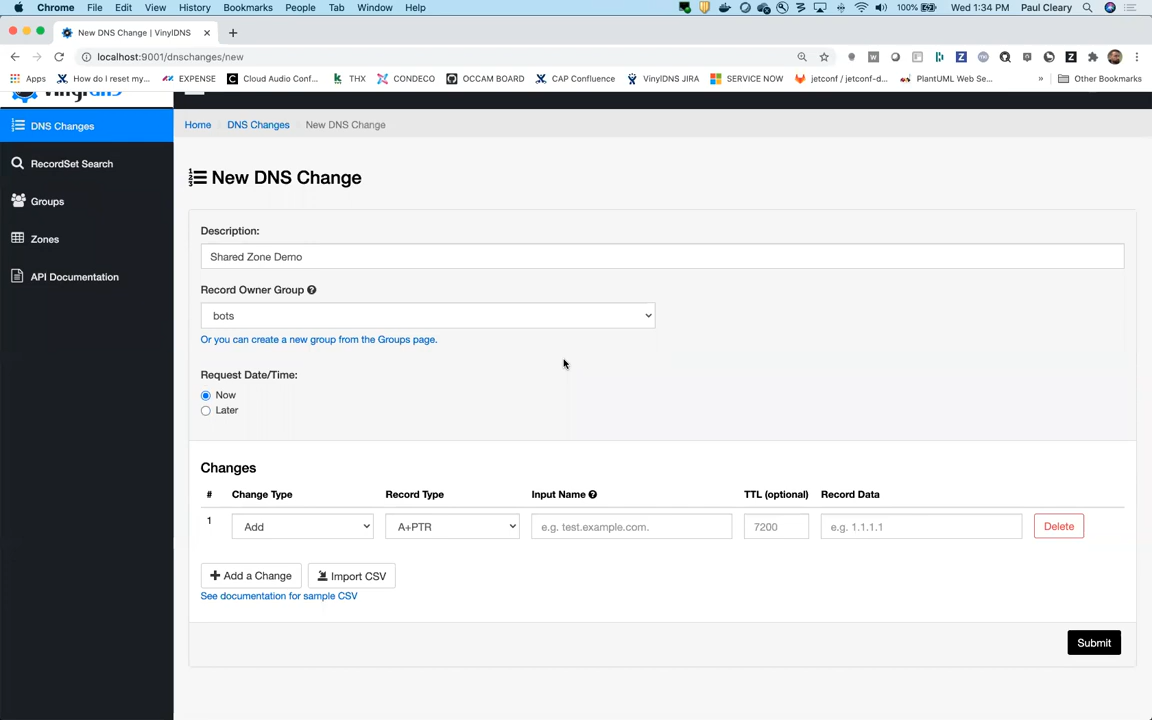 Chrome File Edit View History Bookmarks People Tab Window Help 100% Wed 1:34 PM Paul Cleary
New DNS Change | VinylDNS
localhost:9001/dnschanges/new
Apps How do I reset my... EXPENSE Cloud Audio Conf... THX CONDECO OCCAM BOARD CAP Confluence VinylDNS JIRA SERVICE NOW jetconf / jetconf-d... PlantUML Web Se... » Other Bookmarks
DNS Changes
RecordSet Search
Groups
Zones
API Documentation
Home DNS Changes New DNS Change
New DNS Change
Description:
Shared Zone Demo
Record Owner Group
bots
Or you can create a new group from the Groups page.
Request Date/Time:
Now
Later
Changes
# Change Type Record Type Input Name TTL (optional) Record Data
1 Add A+PTR e.g. test.example.com. 7200 e.g. 1.1.1.1 Delete
Add a Change Import CSV
See documentation for sample CSV
Submit